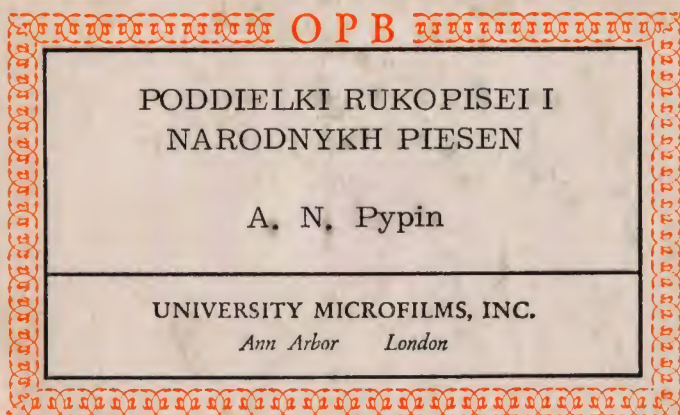 OPB
PODDIELKI RUKOPISEI I
NARODNYKH PIESEN
A. N. Pypin
UNIVERSITY MICROFILMS, INC.
Ann Arbor London